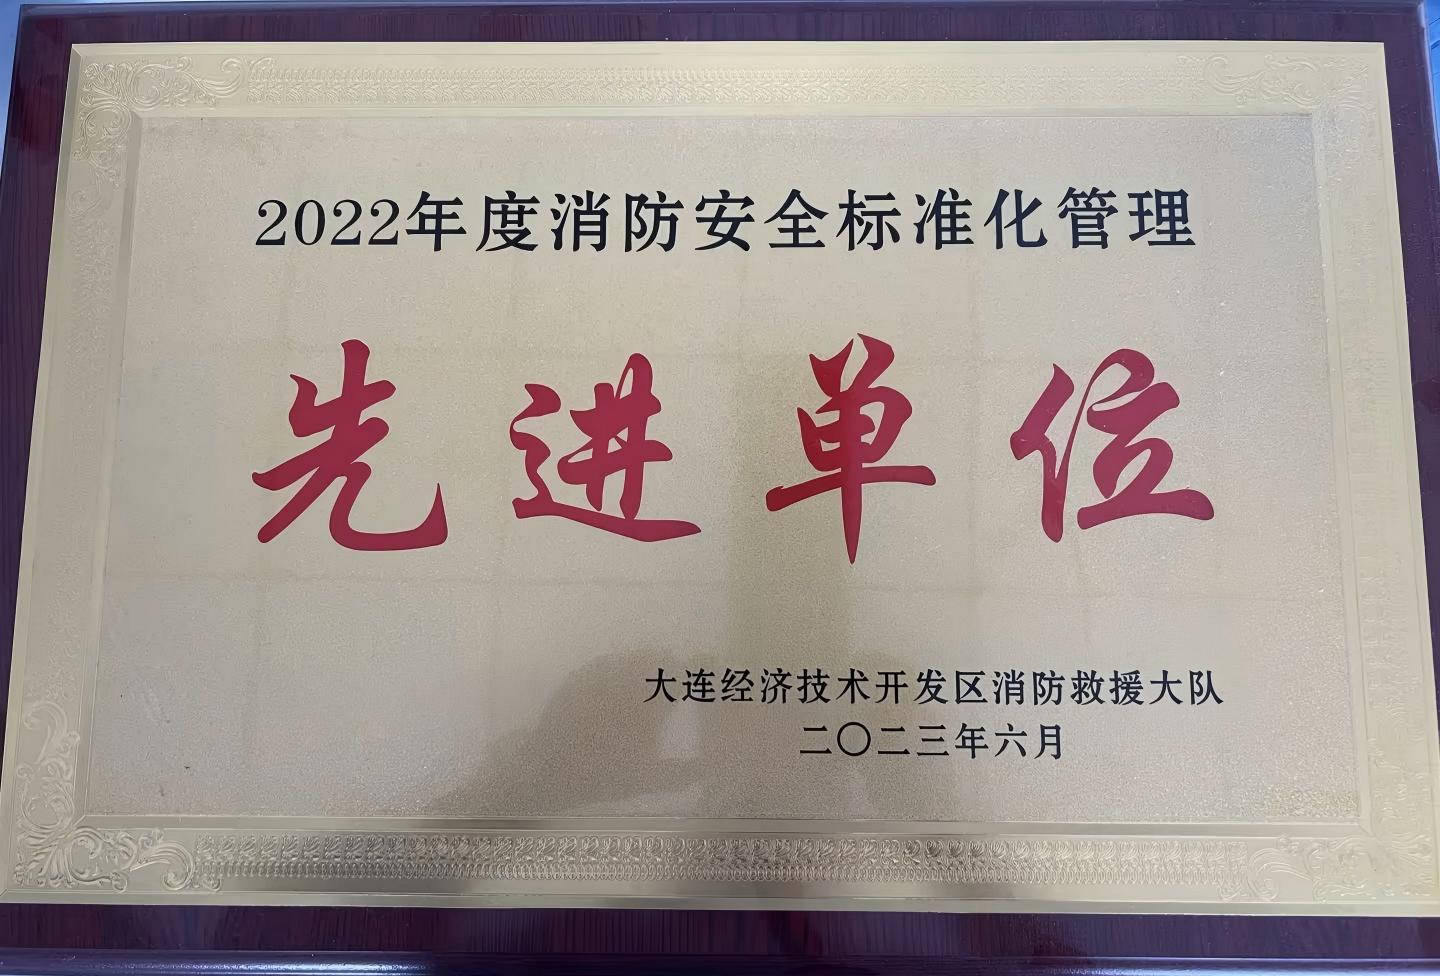 2022年度消防安全标准化管理
先进单位
大连经济技术开发区消防救援大队
二〇二三年六月